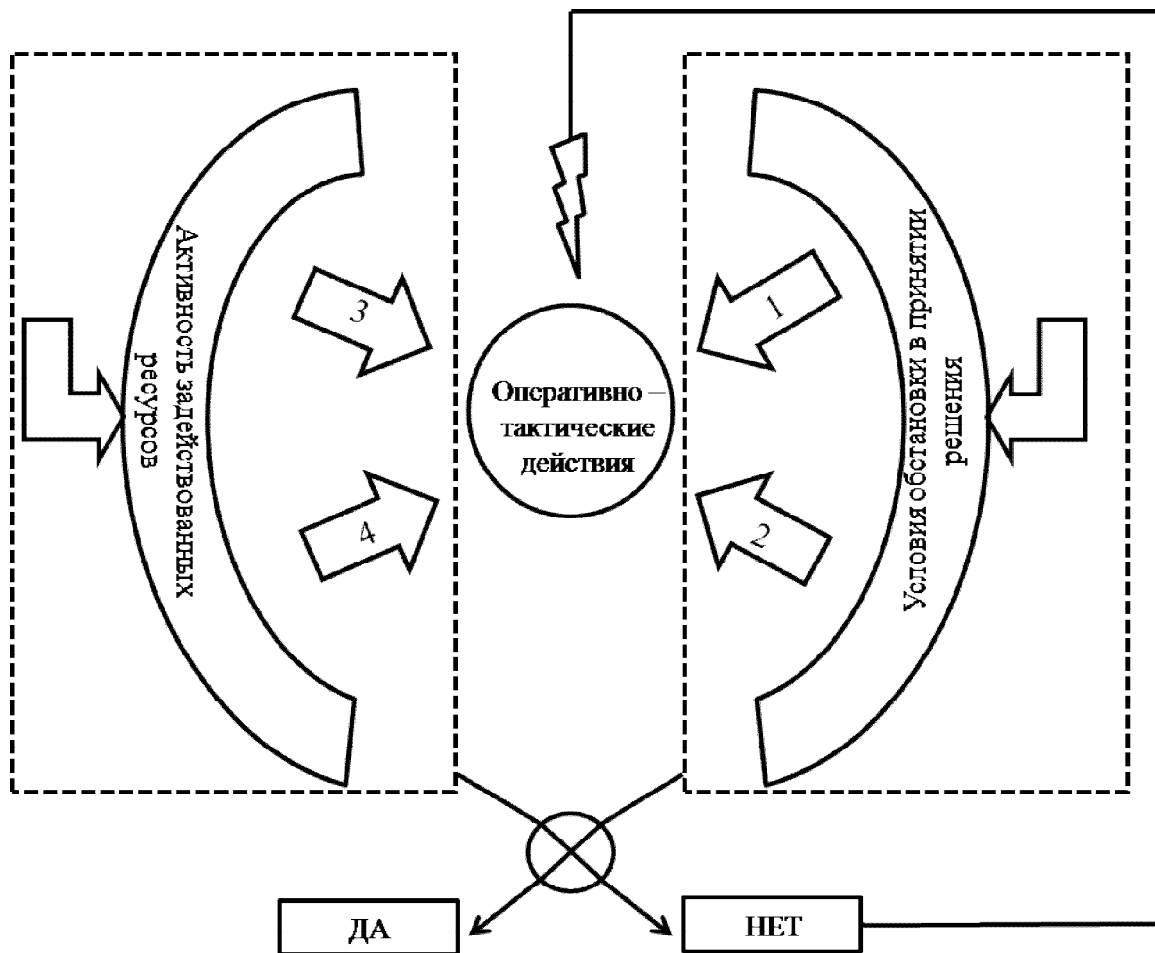 Активность задействованных
ресурсов
3
4
Оперативно –
тактические
действия
1
2
Условия обстановки в принятии
решения
ДА
НЕТ